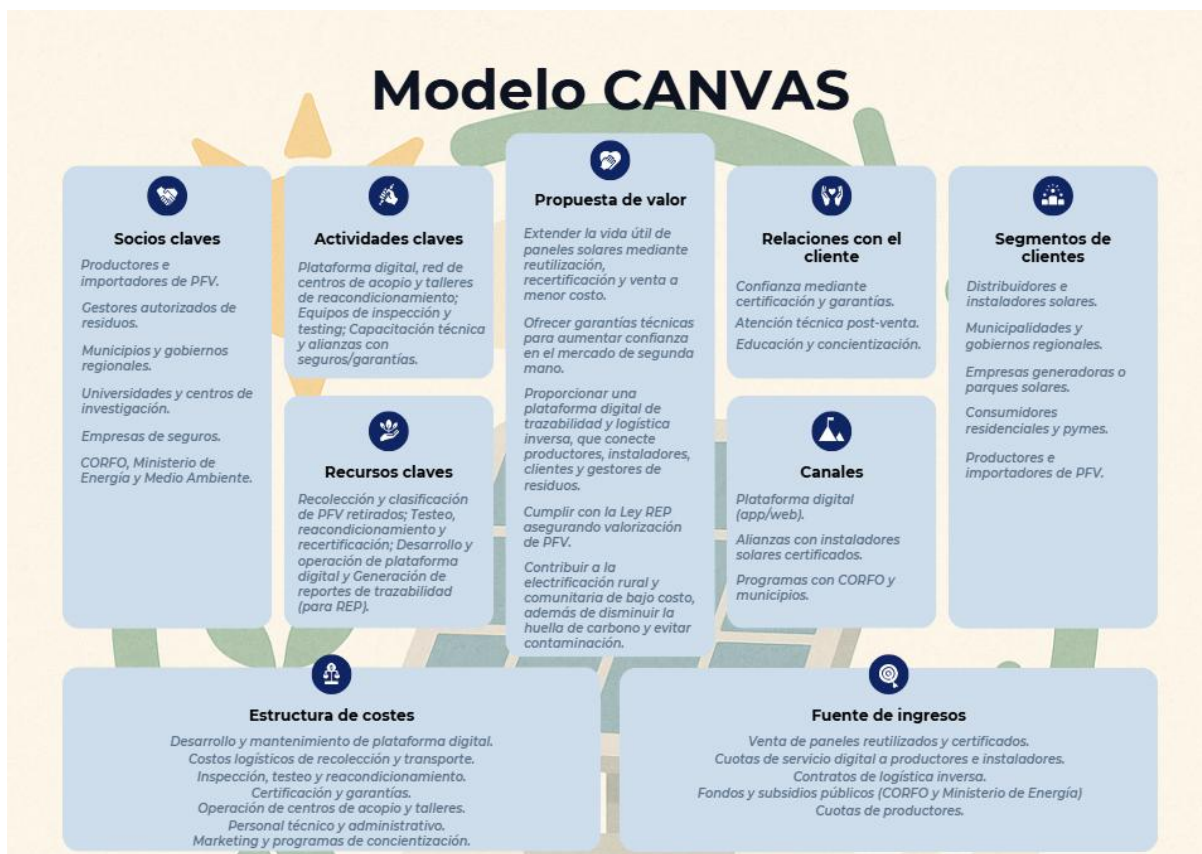 Modelo CANVAS
Socios claves
Productores e
importadores de PFV.
Gestores autorizados de
residuos.
Municipios y gobiernos
regionales.
Universidades y centros de
investigación.
Empresas de seguros.
CORFO, Ministerio de
Energía y Medio Ambiente.
Actividades claves
Plataforma digital, red de
centros de acopio y talleres
de reacondicionamiento;
Equipos de inspección y
testing; Capacitación técnica
y alianzas con
seguros/garantías.
Recursos claves
Recolección y clasificación
de PFV retirados; Testeo,
reacondicionamiento y
recertificación; Desarrollo y
operación de plataforma
digital y Generación de
reportes de trazabilidad
(para REP).
Propuesta de valor
Extender la vida útil de
paneles solares mediante
reutilización,
recertificación y venta a
menor costo.
Ofrecer garantías técnicas
para aumentar confianza
en el mercado de segunda
mano.
Proporcionar una
plataforma digital de
trazabilidad y logística
inversa, que conecte
productores, instaladores,
clientes y gestores de
residuos.
Cumplir con la Ley REP
asegurando valorización
de PFV.
Contribuir a la
electrificación rural y
comunitaria de bajo costo,
además de disminuir la
huella de carbono y evitar
contaminación.
Relaciones con el
cliente
Confianza mediante
certificación y garantías.
Atención técnica post-venta.
Educación y concientización.
Canales
Plataforma digital
(app/web).
Alianzas con instaladores
solares certificados.
Programas con CORFO y
municipios.
Segmentos de
clientes
Distribuidores e
instaladores solares.
Municipalidades y
gobiernos regionales.
Empresas generadoras o
parques solares.
Consumidores
residenciales y pymes.
Productores e
importadores de PFV.
Estructura de costes
Desarrollo y mantenimiento de plataforma digital.
Costos logísticos de recolección y transporte.
Inspección, testeo y reacondicionamiento.
Certificación y garantías.
Operación de centros de acopio y talleres.
Personal técnico y administrativo.
Marketing y programas de concientización.
Fuente de ingresos
Venta de paneles reutilizados y certificados.
Cuotas de servicio digital a productores e instaladores.
Contratos de logística inversa.
Fondos y subsidios públicos (CORFO y Ministerio de Energía)
Cuotas de productores.